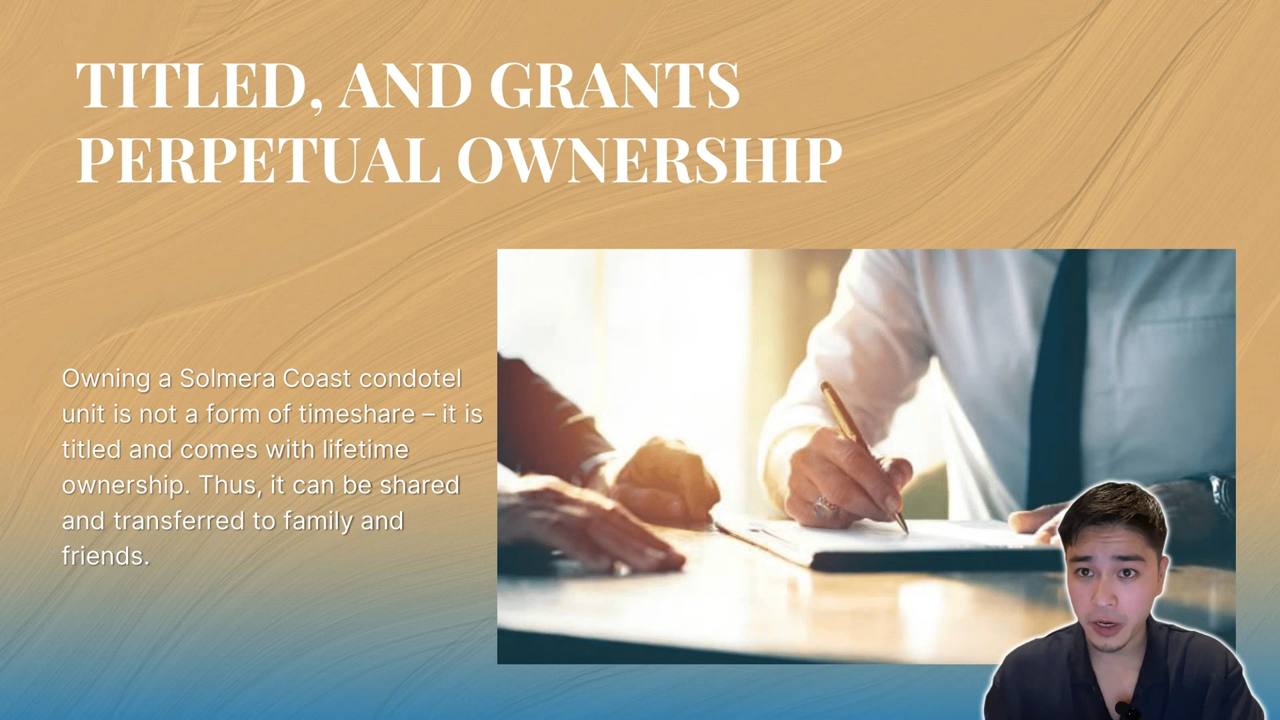 TITLED, AND GRANTS
PERPETUAL OWNERSHIP
Owning a Solmera Coast condotel
unit is not a form of timeshare – it is
titled and comes with lifetime
ownership. Thus, it can be shared
and transferred to family and
friends.